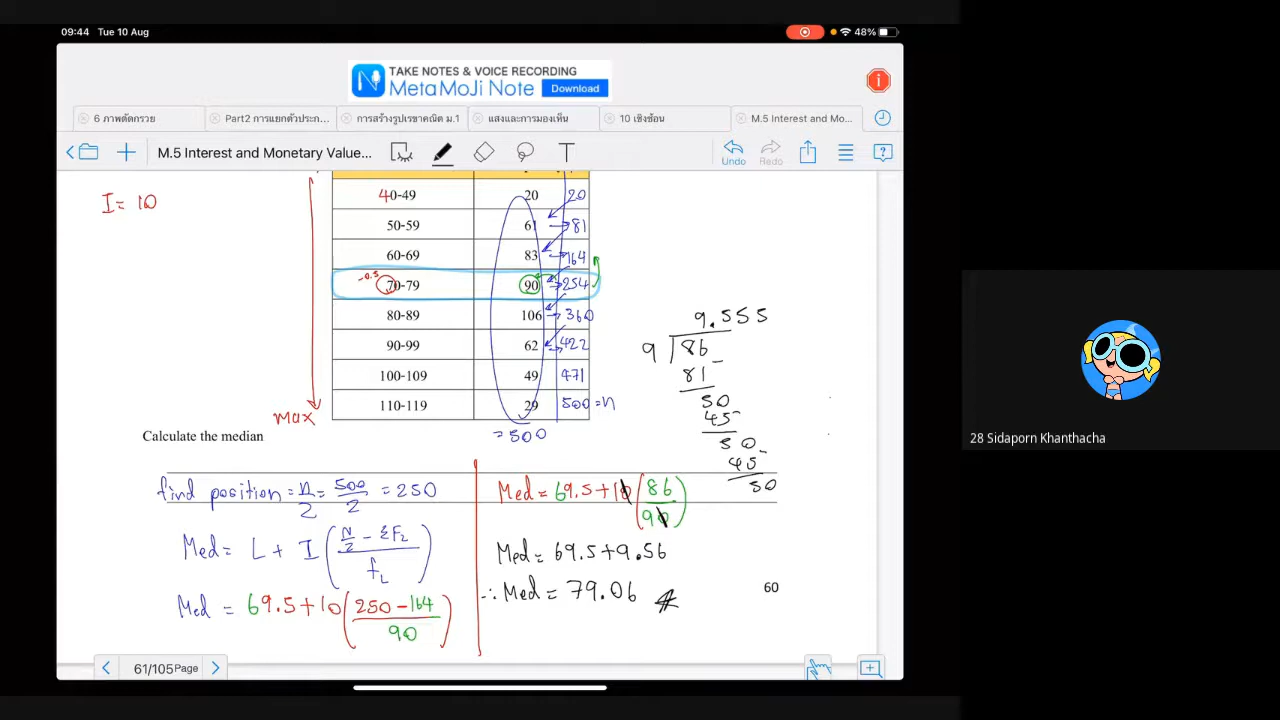 09:44 Tue 10 Aug
48%
TAKE NOTES & VOICE RECORDING
MetaMoJi Note Download
6 ภาพตัดกรวย
Part2 การแยกตัวประก...
การสร้างรูปเรขาคณิต ม.1
แสงและการมองเห็น
10 เชิงซ้อน
M.5 Interest and Mo...
M.5 Interest and Monetary Value...
T
Undo
Redo
I = 10
40-49 20 20
50-59 61 81
60-69 83 164
-0.5
70-79 90 254
80-89 106 360
90-99 62 422
100-109 49 471
110-119 29 500 = n
max
= 500
Calculate the median
9.555
9 86
81
50
45
50
45
50
find position = n/2 = 500/2 = 250
Med = L + I (N/2 - ΣFL / fL)
Med = 69.5 + 10 (250 - 164 / 90)
Med = 69.5 + 10 (86 / 90)
Med = 69.5 + 9.56
∴ Med = 79.06
60
61/105Page
28 Sidaporn Khanthacha